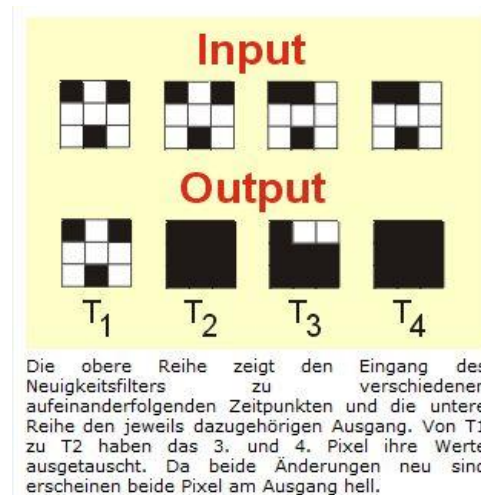 Input
Output
T1 T2 T3 T4
Die obere Reihe zeigt den Eingang des
Neuigkeitsfilters zu verschiedenen
aufeinanderfolgenden Zeitpunkten und die untere
Reihe den jeweils dazugehörigen Ausgang. Von T1
zu T2 haben das 3. und 4. Pixel ihre Werte
ausgetauscht. Da beide Änderungen neu sind
erscheinen beide Pixel am Ausgang hell.